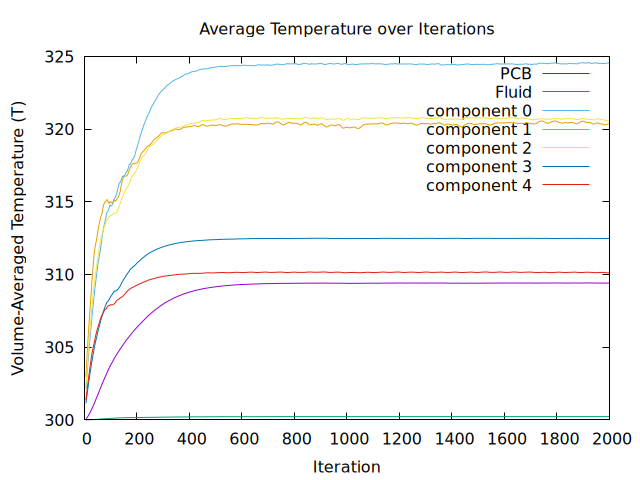 Average Temperature over Iterations
Volume-Averaged Temperature (T)
325
320
315
310
305
300
PCB
Fluid
component 0
component 1
component 2
component 3
component 4
0 200 400 600 800 1000 1200 1400 1600 1800 2000
Iteration